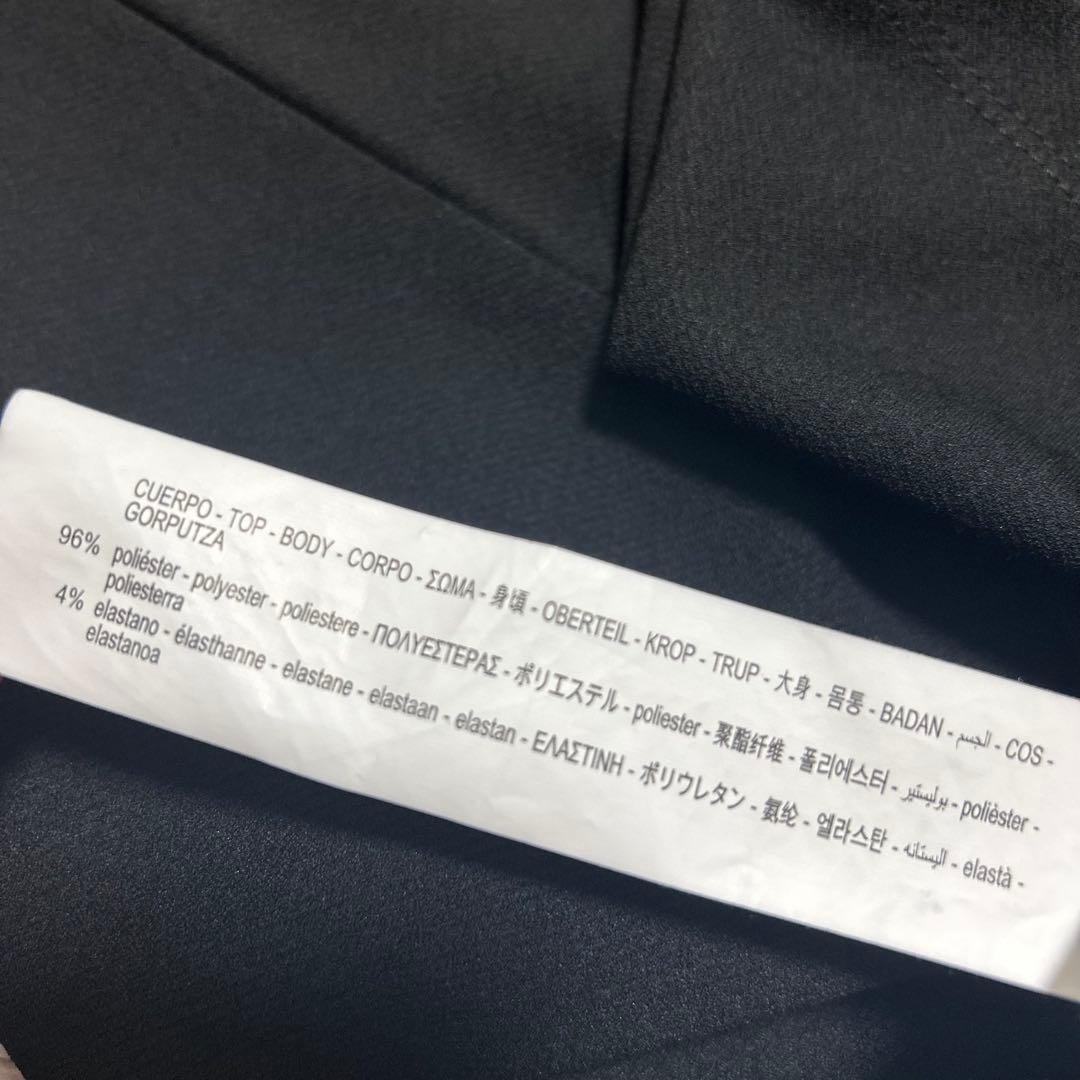 CUERPO - TOP - BODY - CORPO - ΣΩΜΑ - 身頃 - OBERTEIL - KROP - TRUP - 大身 - 몸통 - BADAN - الجسم - COS -
GORPUTZA
96% poliéster - polyester - poliestere - ΠΟΛΥΕΣΤΕΡΑΣ - ポリエステル - poliester - 聚酯纤维 - 폴리에스터 - بوليستير - polièster -
poliesterra
4% elastano - élasthanne - elastane - elastaan - elastan - ΕΛΑΣΤΙΝΗ - ポリウレタン - 氨纶 - 엘라스탄 - اليستانه - elastà -
elastanoa